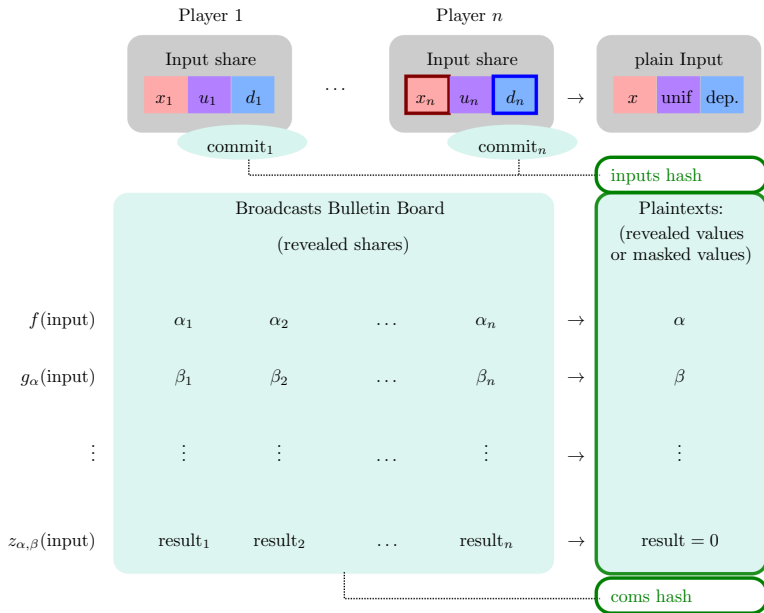 Player 1 Player n
Input share Input share plain Input
x₁ u₁ d₁ … xₙ uₙ dₙ → x unif dep.
commit₁ commitₙ
inputs hash
Broadcasts Bulletin Board Plaintexts:
(revealed shares) (revealed values
or masked values)
f(input) α₁ α₂ … αₙ → α
g_α(input) β₁ β₂ … βₙ → β
⋮ ⋮ ⋮ … ⋮ → ⋮
z_{α,β}(input) result₁ result₂ … resultₙ → result = 0
coms hash